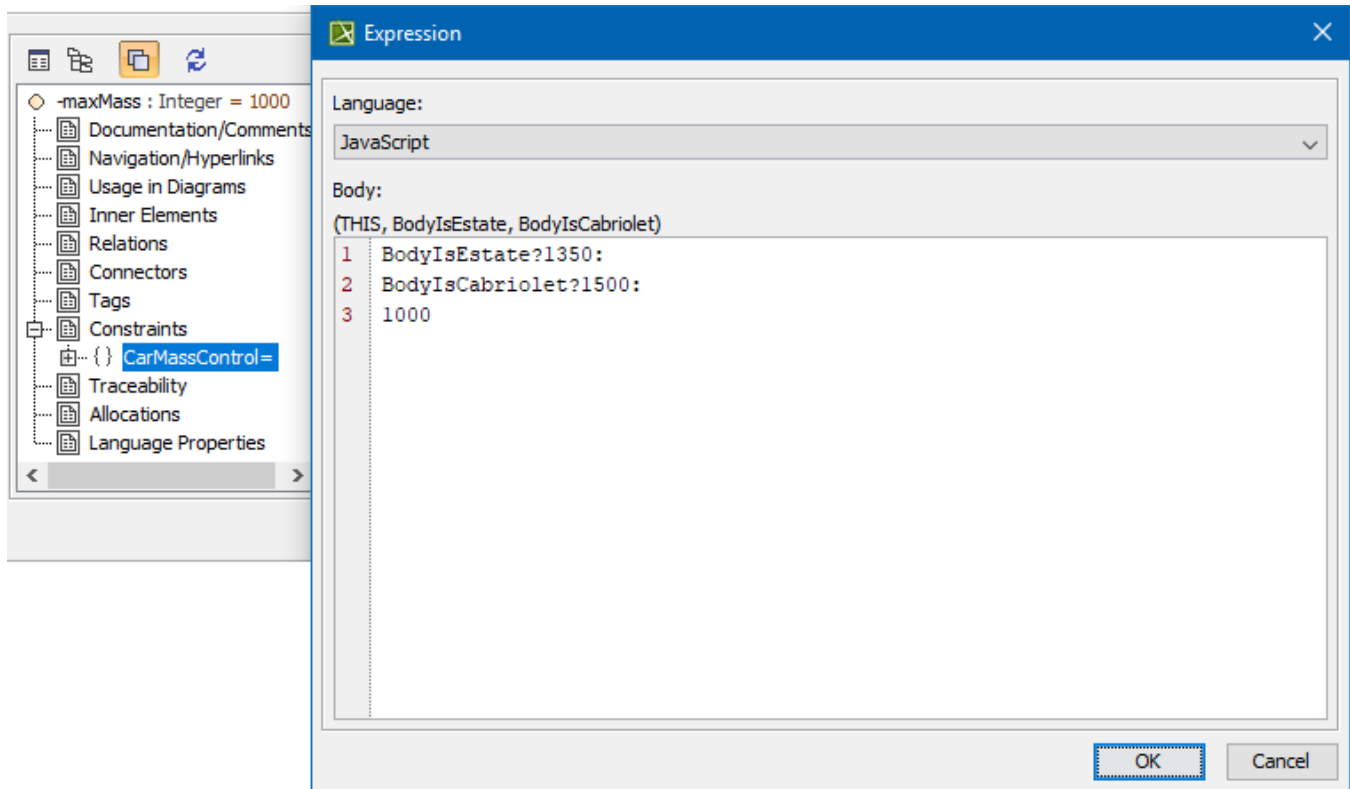 -maxMass : Integer = 1000
Documentation/Comments
Navigation/Hyperlinks
Usage in Diagrams
Inner Elements
Relations
Connectors
Tags
Constraints
{ } CarMassControl=
Traceability
Allocations
Language Properties
Expression
Language:
JavaScript
Body:
(THIS, BodyIsEstate, BodyIsCabriolet)
1 BodyIsEstate?1350:
2 BodyIsCabriolet?1500:
3 1000
OK Cancel